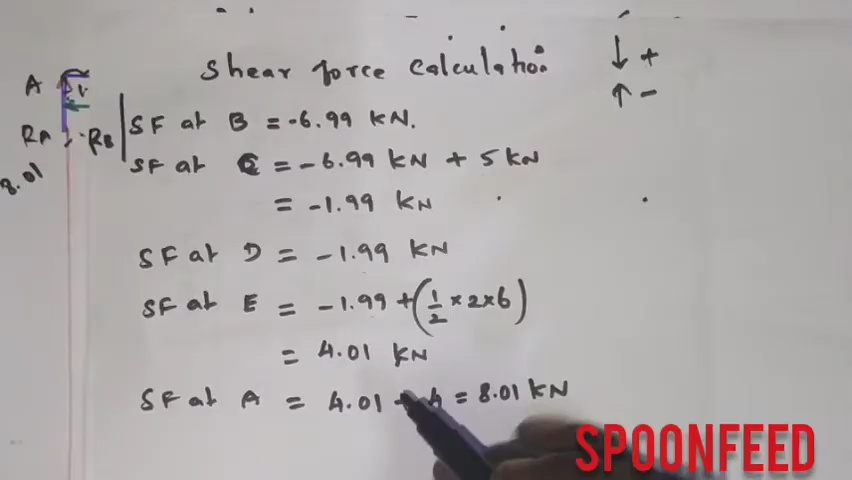 Shear force calculation
↓ +
↑ -
A
RA
RB
8.01
SF at B = -6.99 KN.
SF at C = -6.99 KN + 5 KN
= -1.99 KN
SF at D = -1.99 KN
SF at E = -1.99 + (1/2 × 2 × 6)
= 4.01 KN
SF at A = 4.01 + 4 = 8.01 KN
SPOONFEED